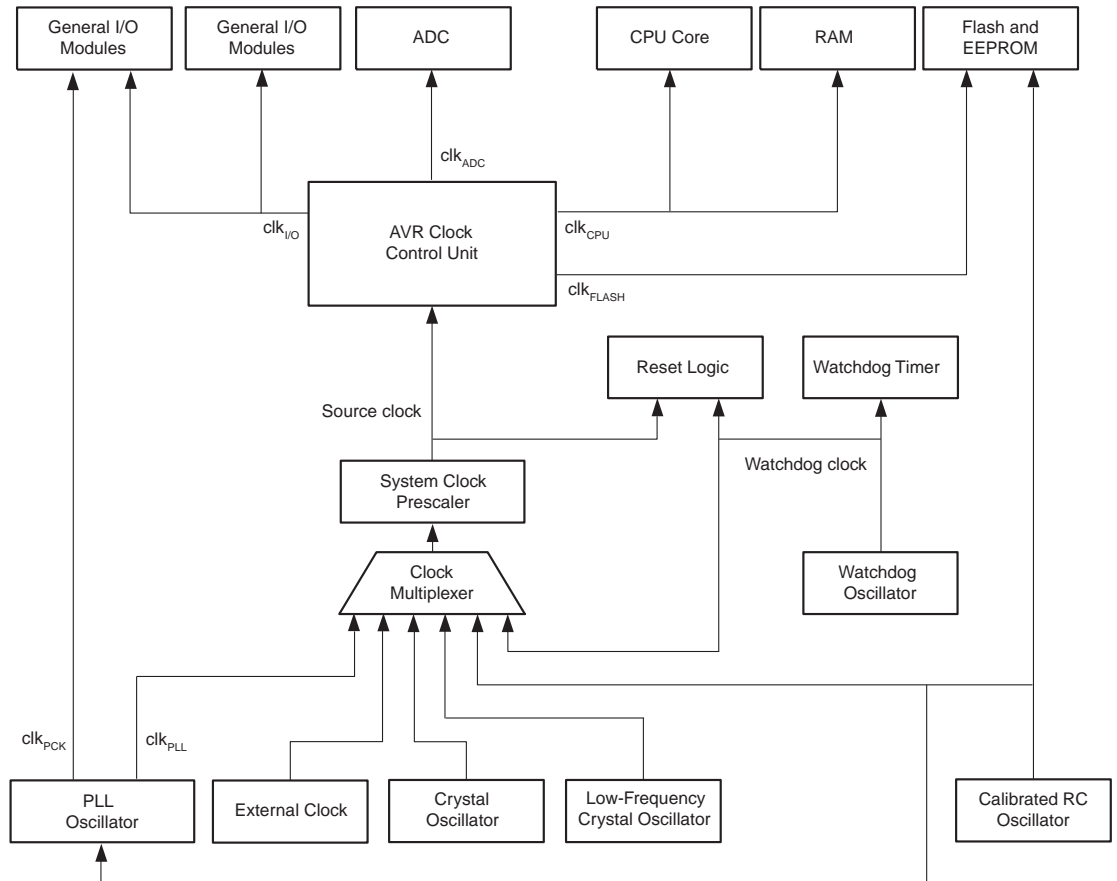 General I/O
Modules
General I/O
Modules
ADC
CPU Core
RAM
Flash and
EEPROM
clkADC
clkI/O
AVR Clock
Control Unit
clkCPU
clkFLASH
Reset Logic
Watchdog Timer
Source clock
Watchdog clock
System Clock
Prescaler
Clock
Multiplexer
Watchdog
Oscillator
clkPCK
clkPLL
PLL
Oscillator
External Clock
Crystal
Oscillator
Low-Frequency
Crystal Oscillator
Calibrated RC
Oscillator